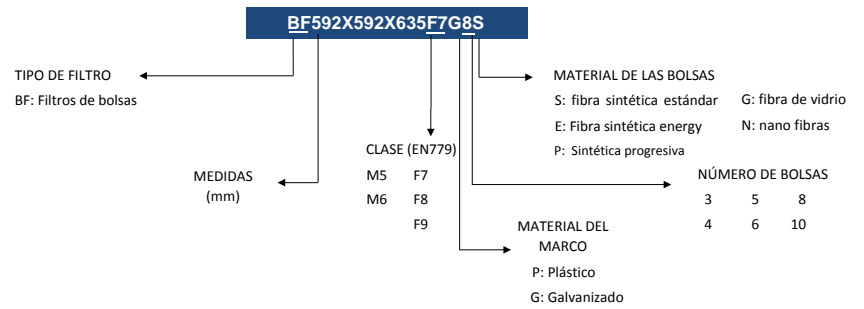 BF592X592X635F7G8S
TIPO DE FILTRO
BF: Filtros de bolsas
MATERIAL DE LAS BOLSAS
S: fibra sintética estándar G: fibra de vidrio
E: Fibra sintética energy N: nano fibras
P: Sintética progresiva
CLASE (EN779)
M5 F7
M6 F8
F9
MEDIDAS
(mm)
NÚMERO DE BOLSAS
3 5 8
4 6 10
MATERIAL DEL
MARCO
P: Plástico
G: Galvanizado